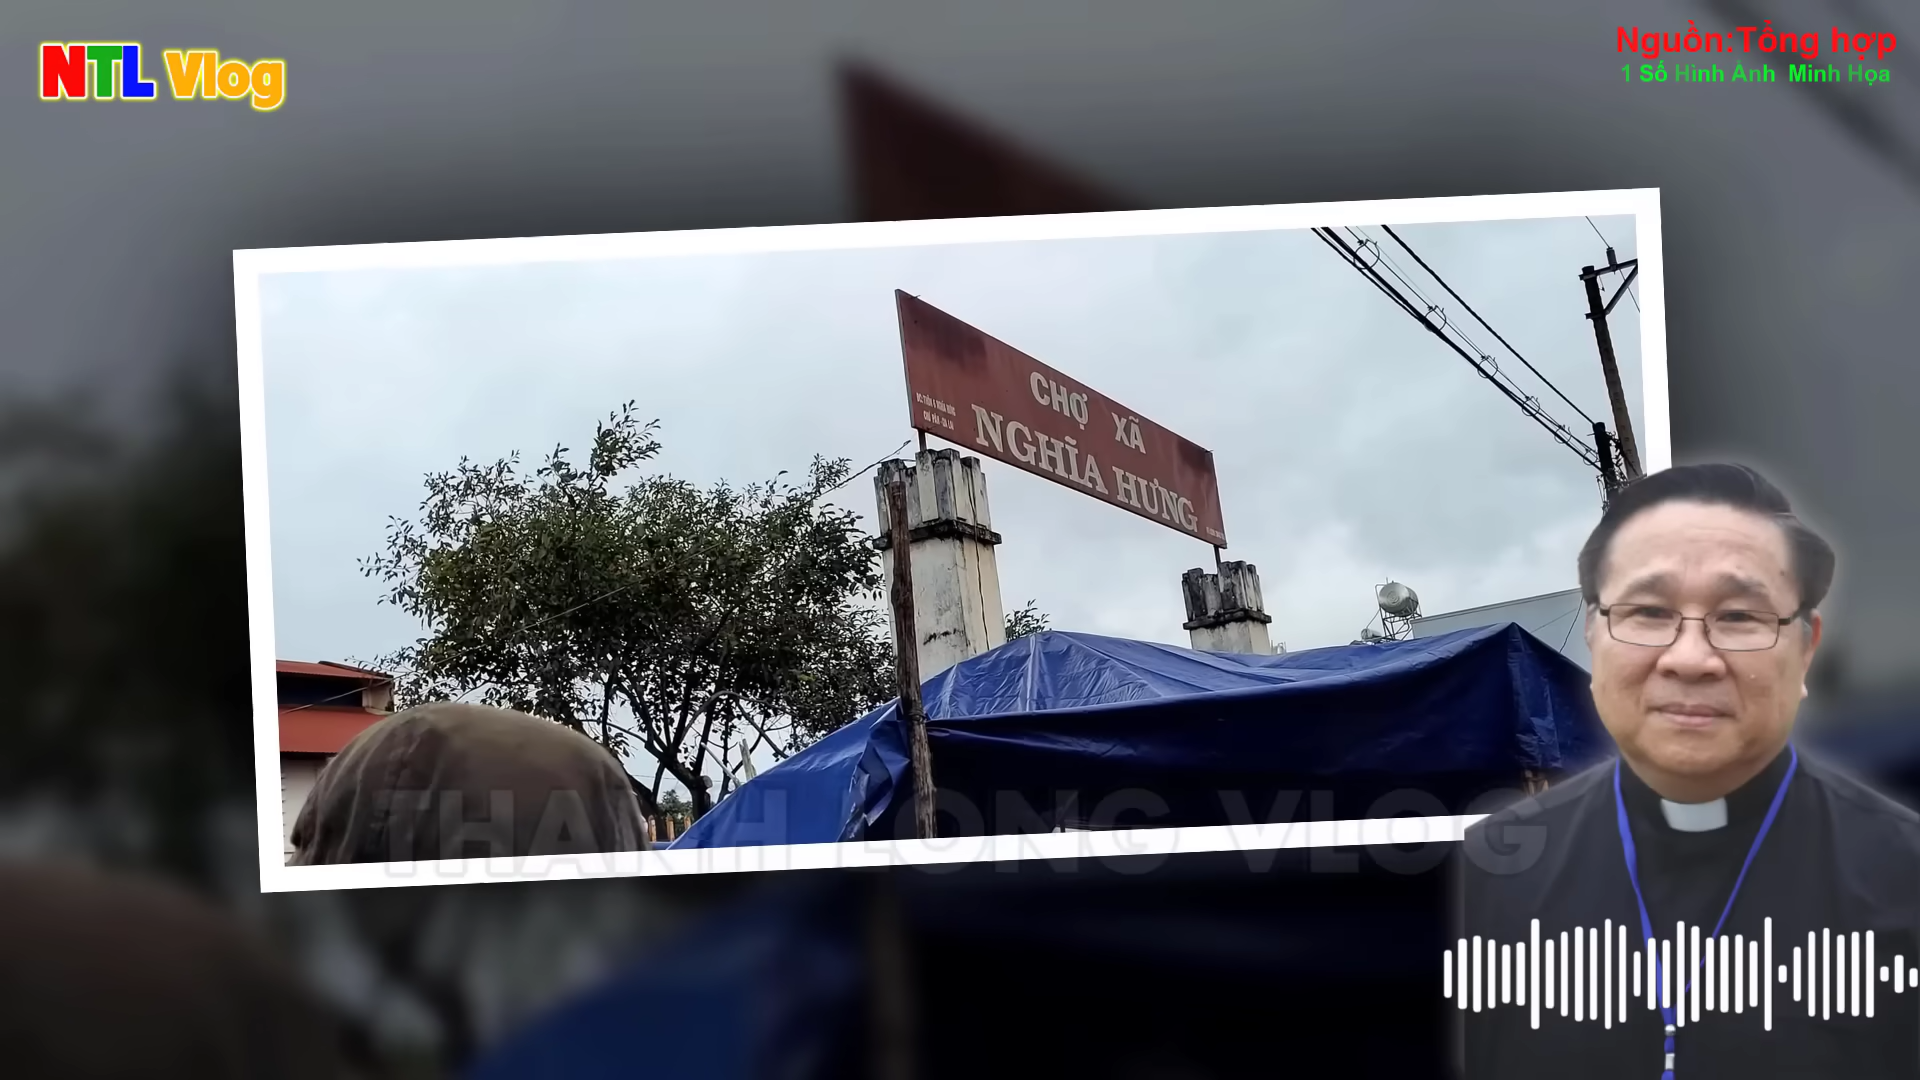 NTL Vlog
Nguồn:Tổng hợp
1 Số Hình Ảnh Minh Họa
CHỢ XÃ
NGHĨA HƯNG
THANH LONG VLOG